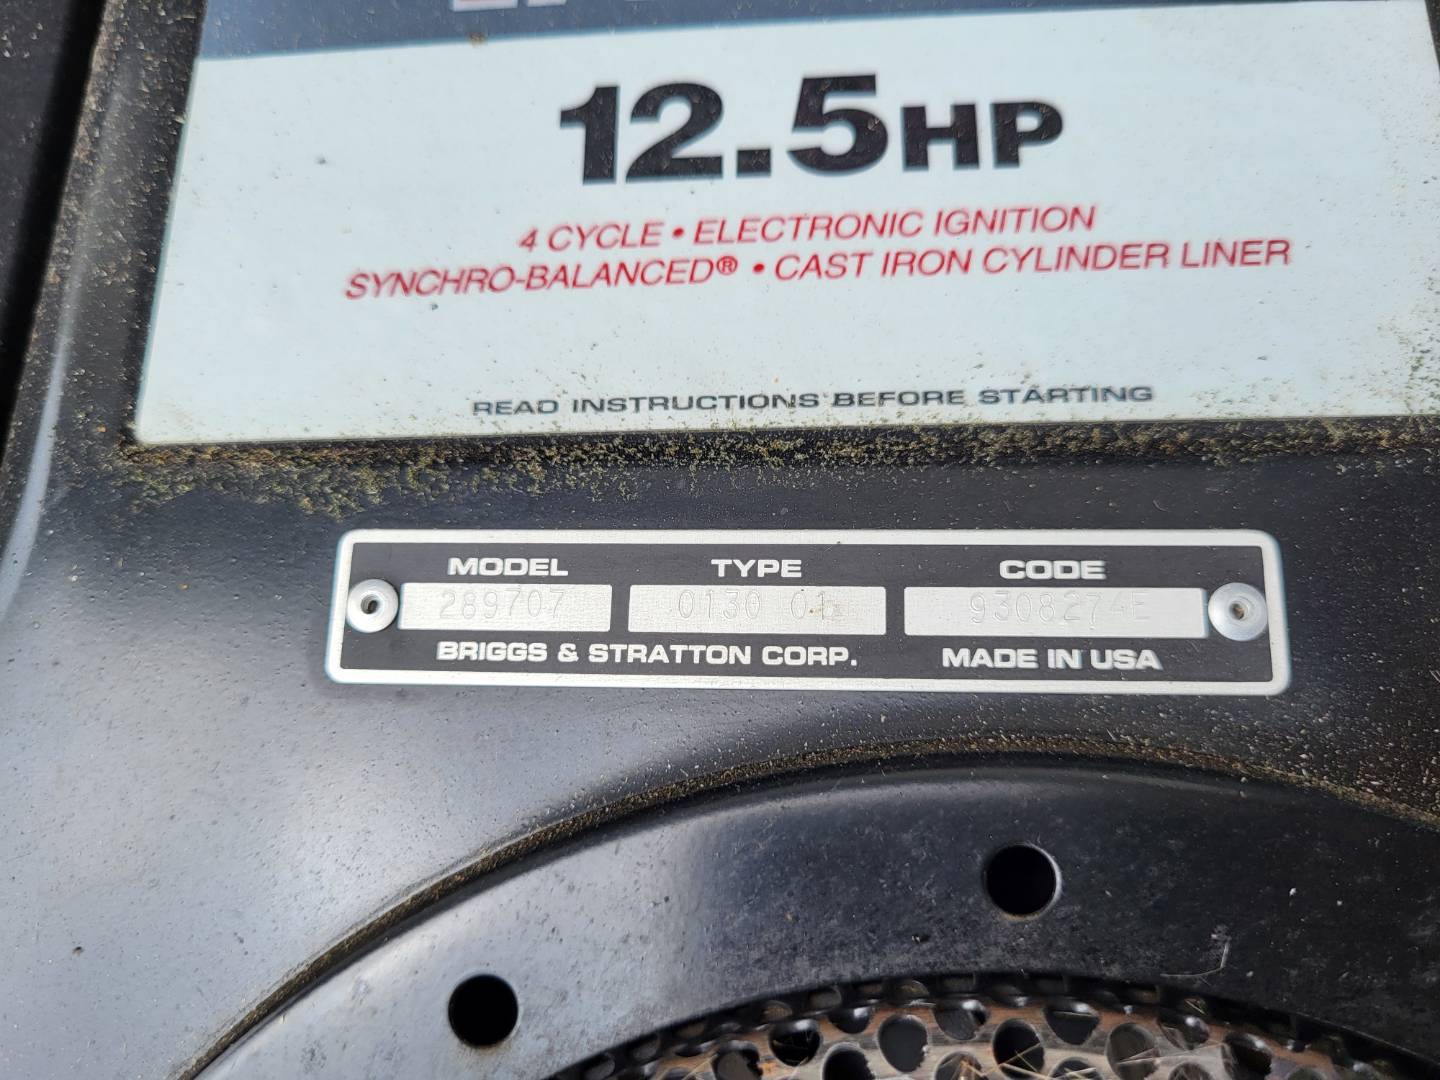 12.5HP
4 CYCLE • ELECTRONIC IGNITION
SYNCHRO-BALANCED® • CAST IRON CYLINDER LINER
READ INSTRUCTIONS BEFORE STARTING
MODEL TYPE CODE
289707 0130 01 9308274E
BRIGGS & STRATTON CORP. MADE IN USA